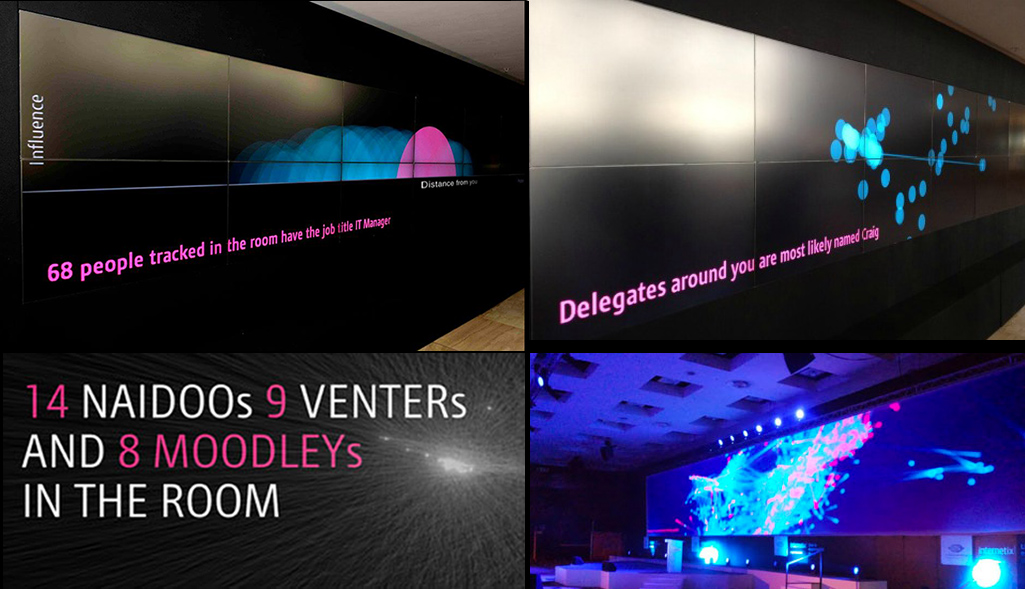 Influence
Distance from you
68 people tracked in the room have the job title IT Manager
Delegates around you are most likely named Craig
14 NAIDOOs 9 VENTERs
AND 8 MOODLEYs
IN THE ROOM
internetix